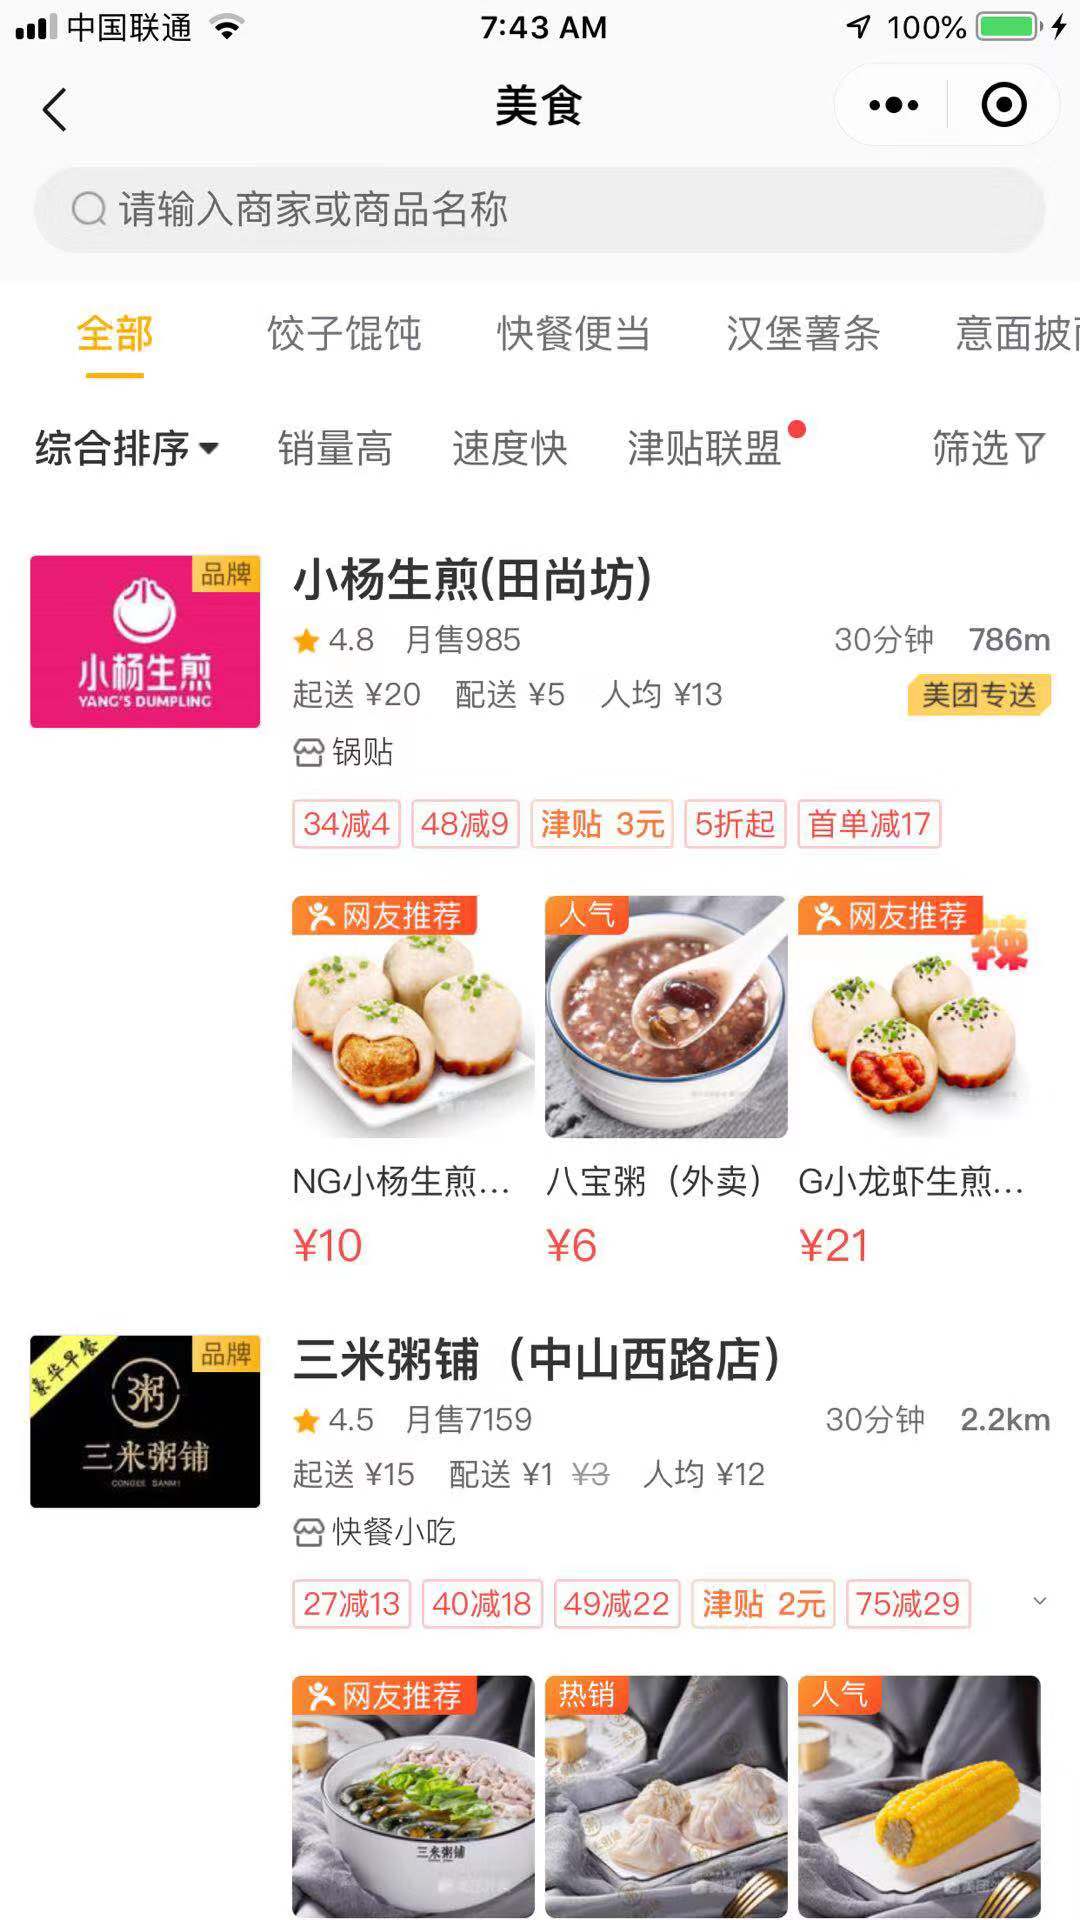 中国联通 7:43 AM 100%
美食
请输入商家或商品名称
全部 饺子馄饨 快餐便当 汉堡薯条 意面披
综合排序 销量高 速度快 津贴联盟 筛选
品牌
小杨生煎
YANG'S DUMPLING
小杨生煎(田尚坊)
4.8 月售985 30分钟 786m
起送 ¥20 配送 ¥5 人均 ¥13 美团专送
锅贴
34减4 48减9 津贴 3元 5折起 首单减17
网友推荐 人气 网友推荐
辣
NG小杨生煎... 八宝粥（外卖） G小龙虾生煎...
¥10 ¥6 ¥21
豪华早餐 品牌
粥
三米粥铺
CONGEE SANMI
三米粥铺（中山西路店）
4.5 月售7159 30分钟 2.2km
起送 ¥15 配送 ¥1 ¥3 人均 ¥12
快餐小吃
27减13 40减18 49减22 津贴 2元 75减29
网友推荐 热销 人气
三米粥铺